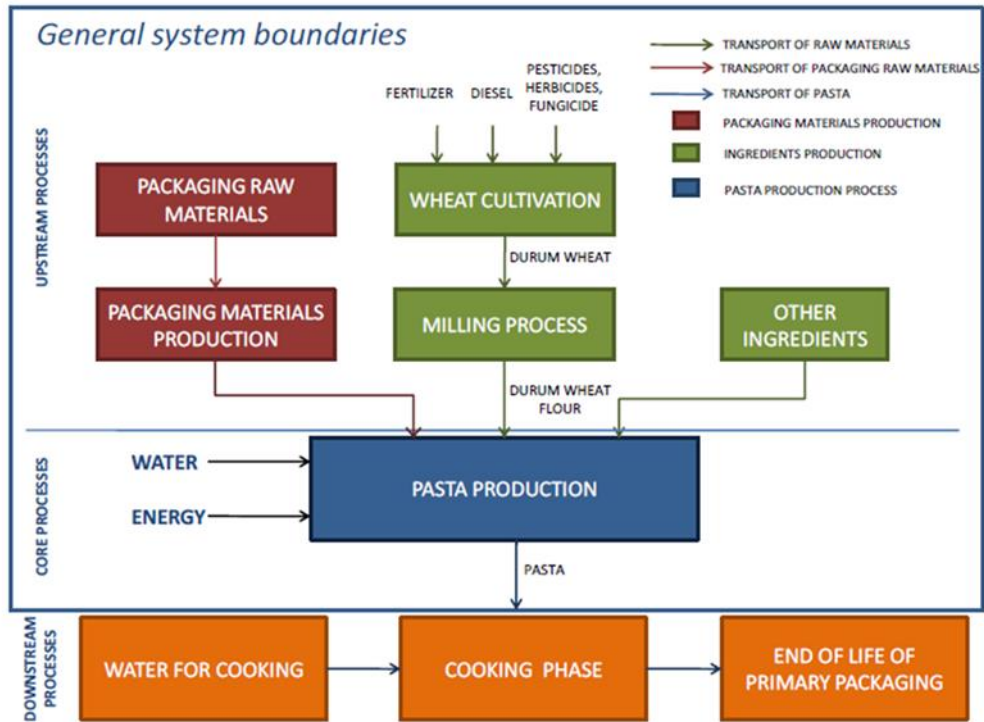 General system boundaries
TRANSPORT OF RAW MATERIALS
TRANSPORT OF PACKAGING RAW MATERIALS
TRANSPORT OF PASTA
PACKAGING MATERIALS PRODUCTION
INGREDIENTS PRODUCTION
PASTA PRODUCTION PROCESS
UPSTREAM PROCESSES
FERTILIZER
DIESEL
PESTICIDES,
HERBICIDES,
FUNGICIDE
PACKAGING RAW
MATERIALS
WHEAT CULTIVATION
DURUM WHEAT
PACKAGING MATERIALS
PRODUCTION
MILLING PROCESS
OTHER
INGREDIENTS
DURUM WHEAT
FLOUR
CORE PROCESSES
WATER
ENERGY
PASTA PRODUCTION
PASTA
DOWNSTREAM
PROCESSES
WATER FOR COOKING
COOKING PHASE
END OF LIFE OF
PRIMARY PACKAGING